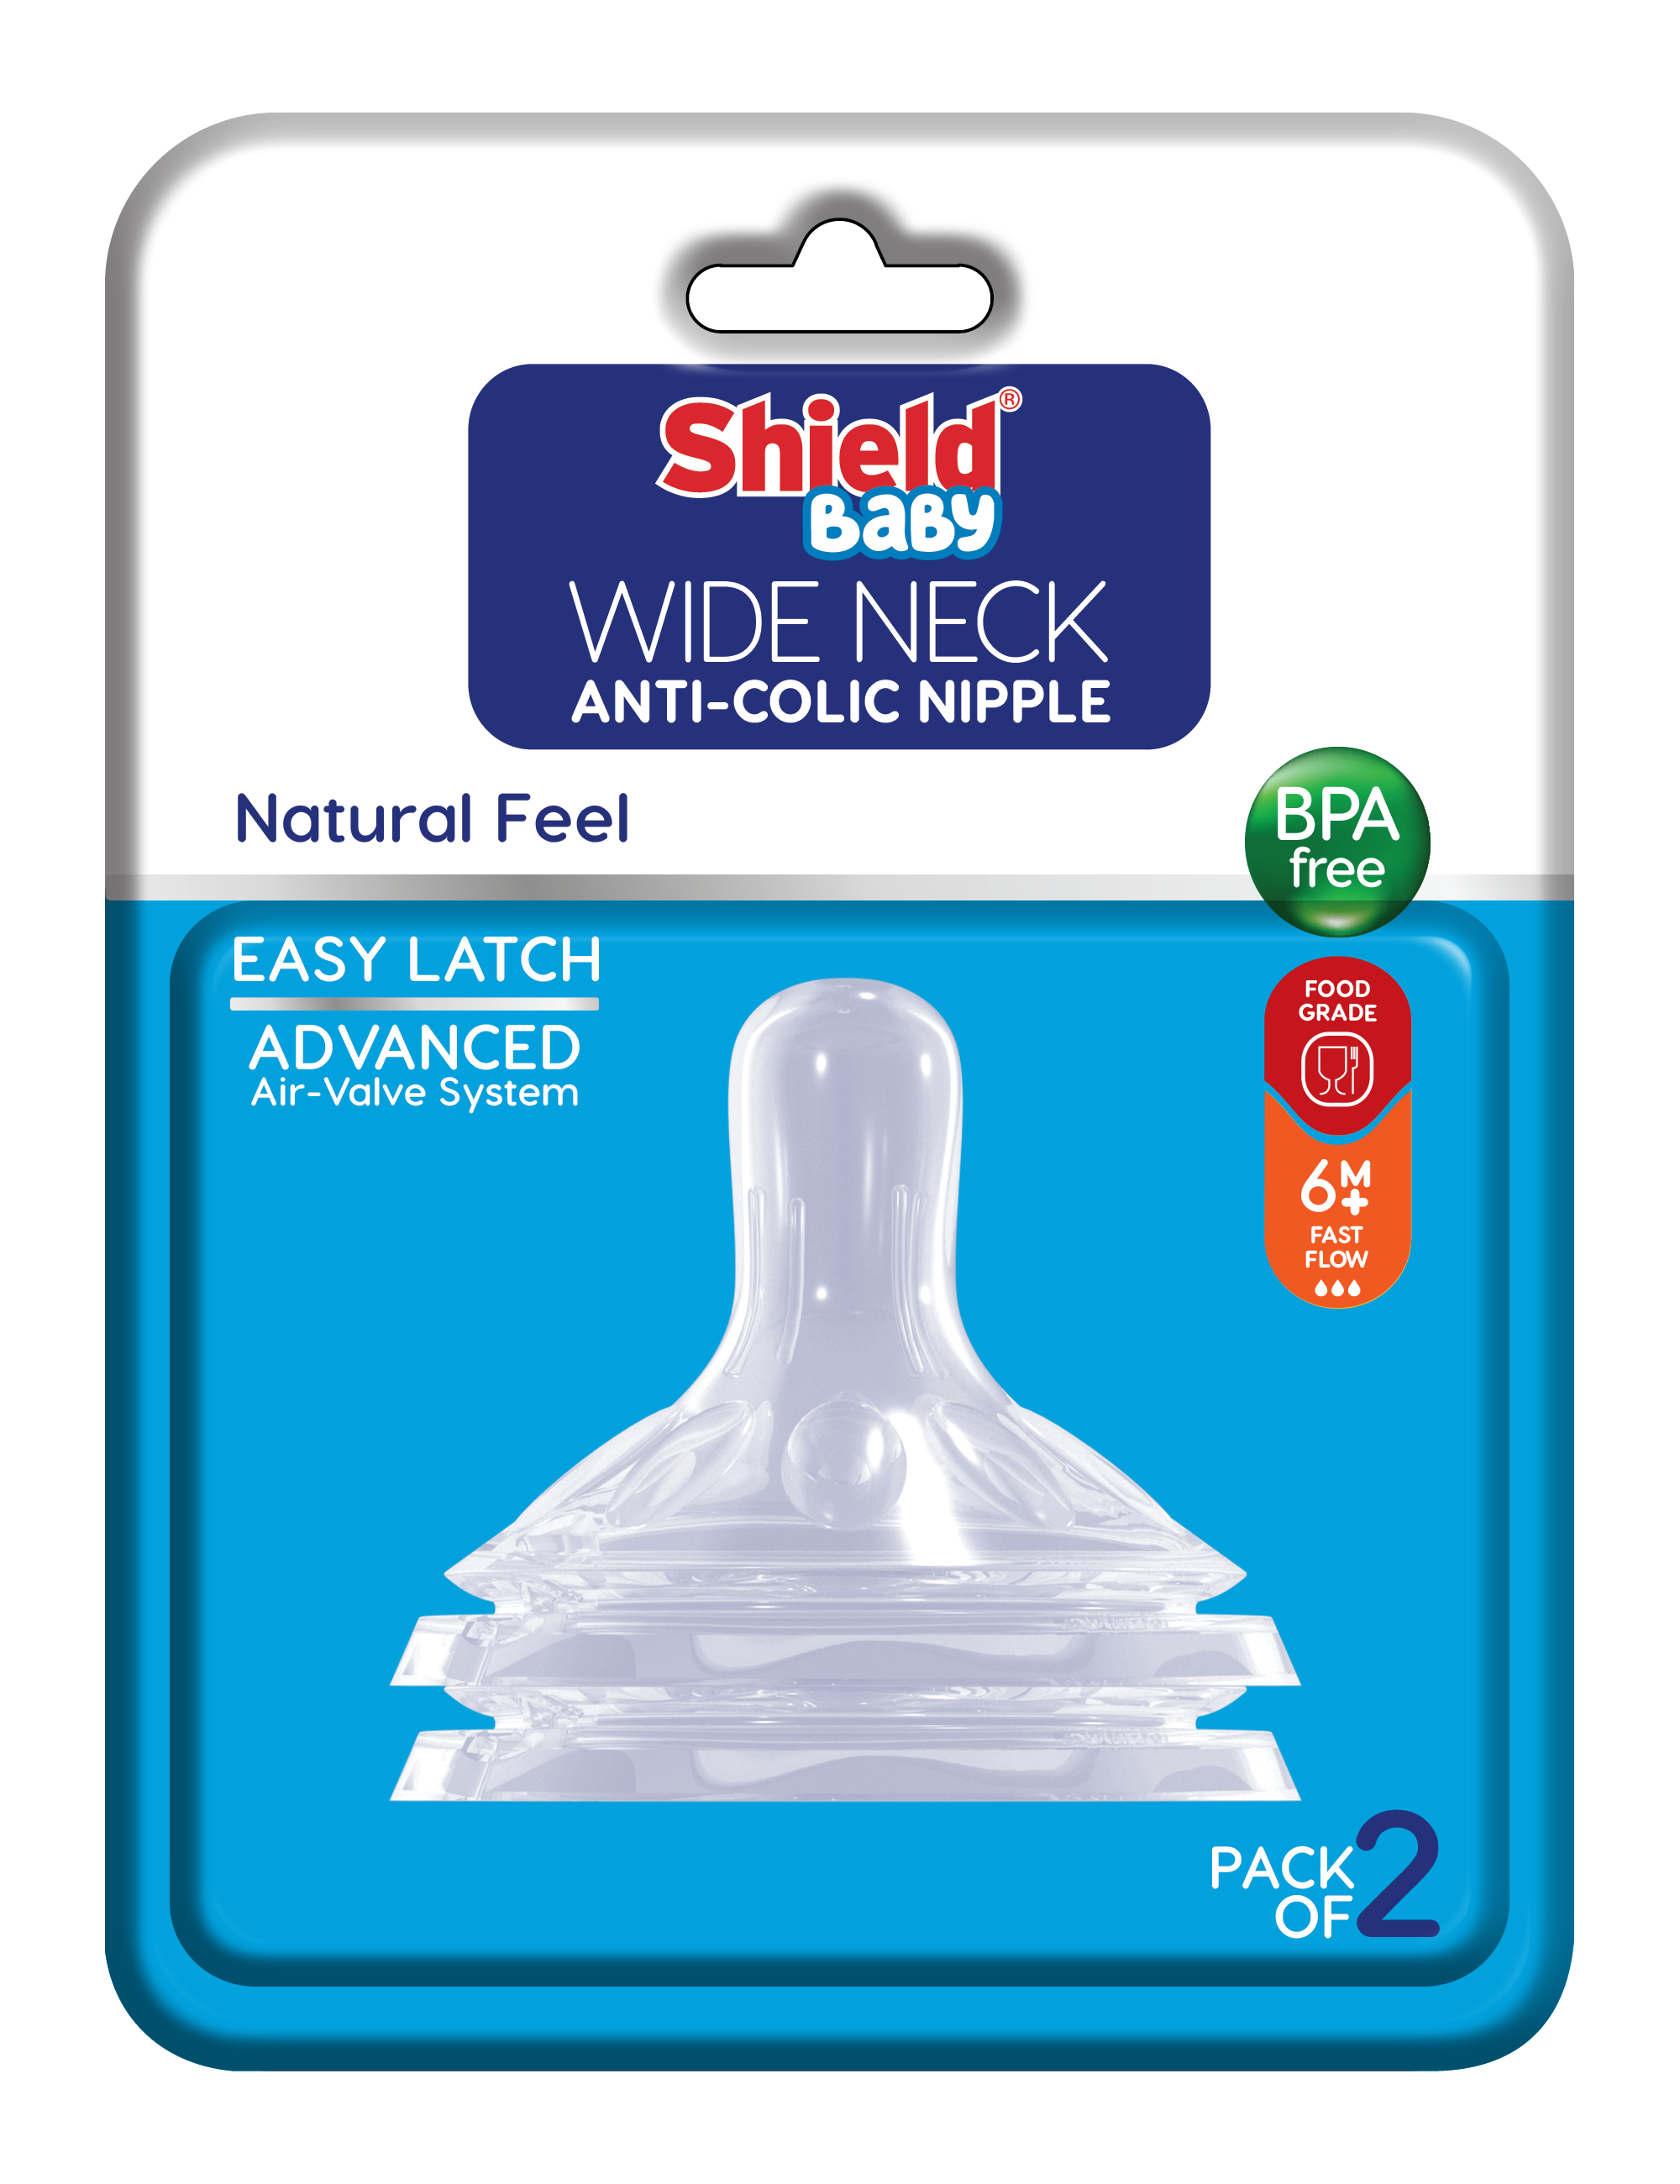 Shield®
BaBy
WIDE NECK
ANTI-COLIC NIPPLE
Natural Feel
BPA
free
EASY LATCH
ADVANCED
Air-Valve System
FOOD
GRADE
6M+
FAST
FLOW
PACK
OF 2